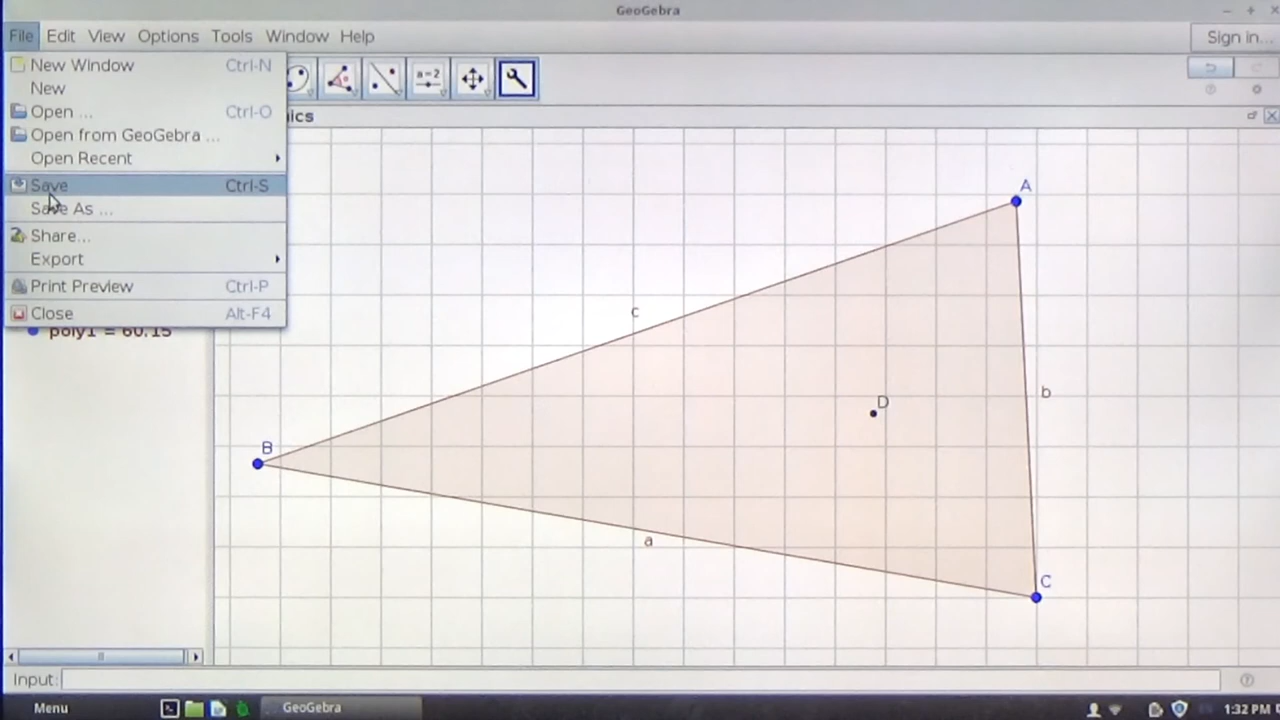 GeoGebra
File Edit View Options Tools Window Help
Sign in...
New Window Ctrl-N
New
Open ... Ctrl-O
Open from GeoGebra ...
Open Recent
Save Ctrl-S
Save As ...
Share...
Export
Print Preview Ctrl-P
Close Alt-F4
a=2
ics
poly1 = 60.15
A
c
b
D
B
a
C
Input:
Menu GeoGebra 1:32 PM